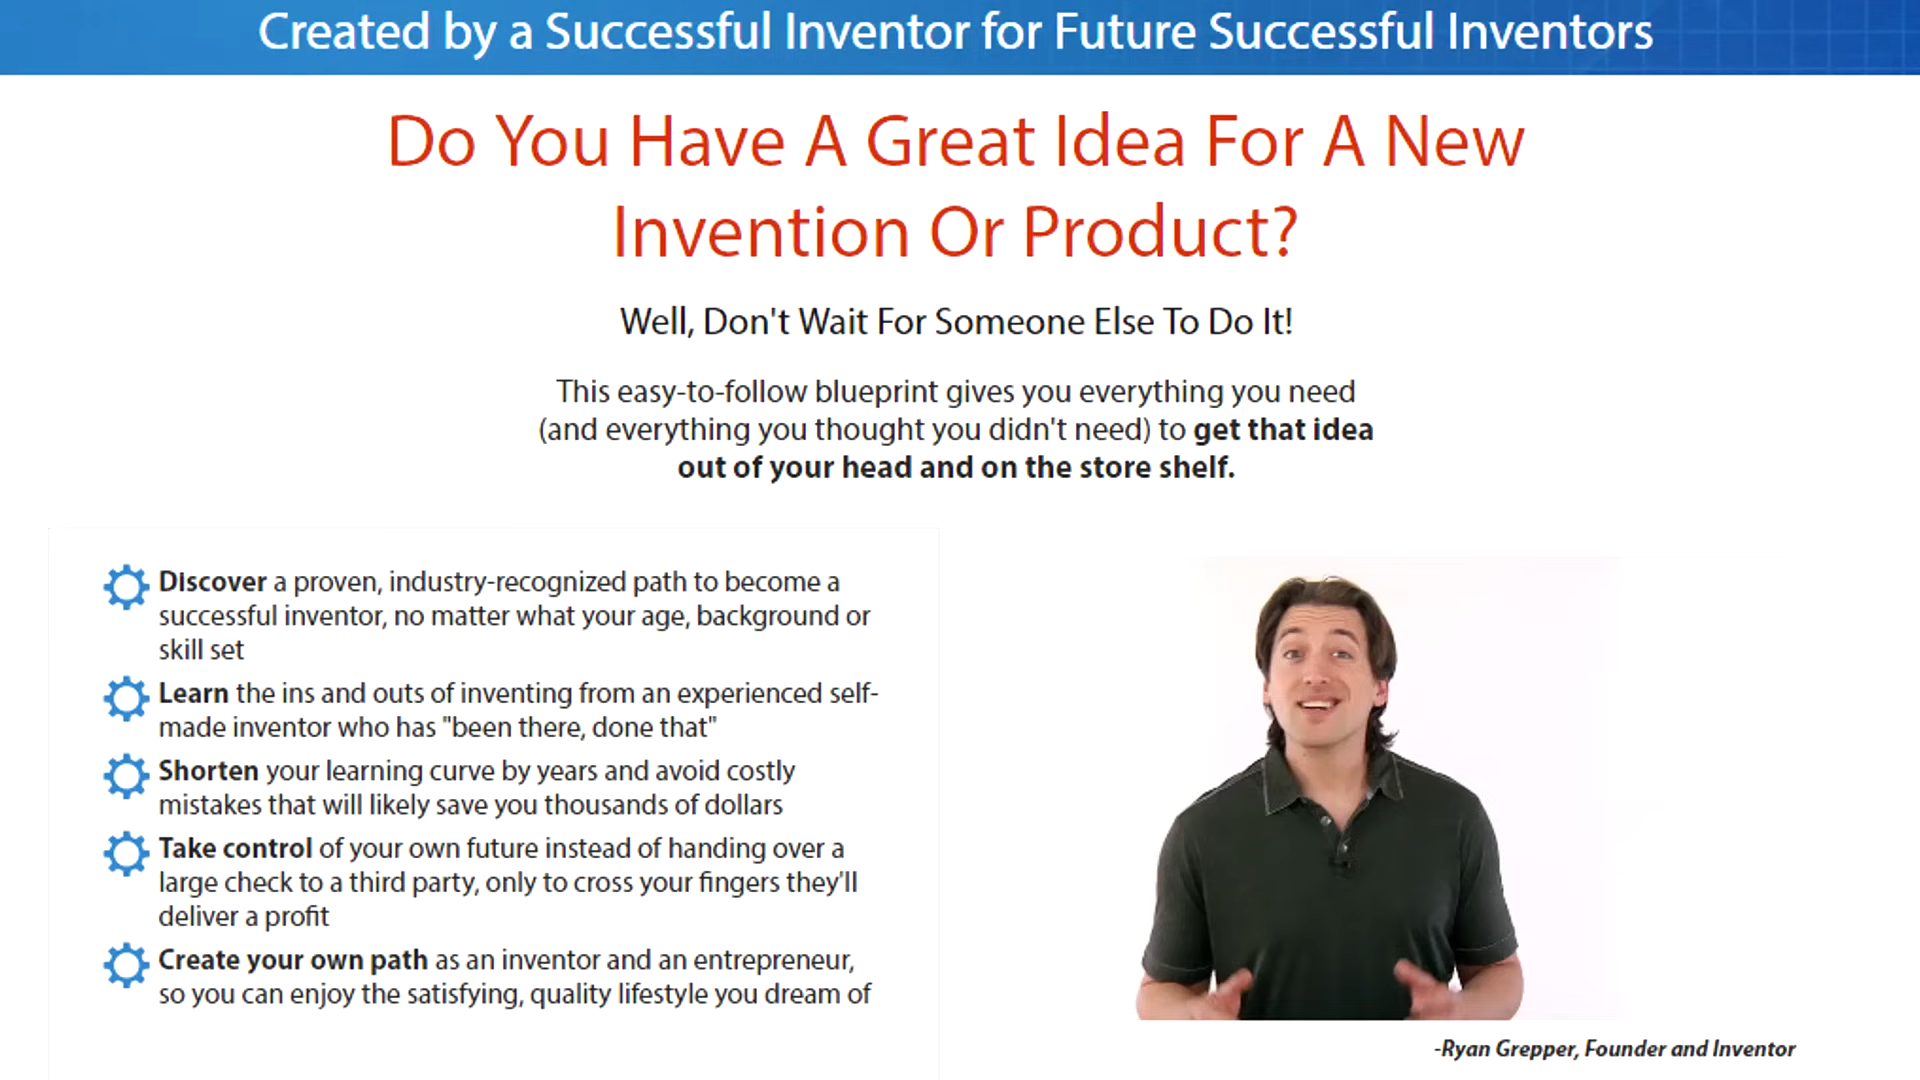 Created by a Successful Inventor for Future Successful Inventors
Do You Have A Great Idea For A New
Invention Or Product?
Well, Don't Wait For Someone Else To Do It!
This easy-to-follow blueprint gives you everything you need
(and everything you thought you didn't need) to get that idea
out of your head and on the store shelf.
Discover a proven, industry-recognized path to become a
successful inventor, no matter what your age, background or
skill set
Learn the ins and outs of inventing from an experienced self-
made inventor who has "been there, done that"
Shorten your learning curve by years and avoid costly
mistakes that will likely save you thousands of dollars
Take control of your own future instead of handing over a
large check to a third party, only to cross your fingers they'll
deliver a profit
Create your own path as an inventor and an entrepreneur,
so you can enjoy the satisfying, quality lifestyle you dream of
-Ryan Grepper, Founder and Inventor